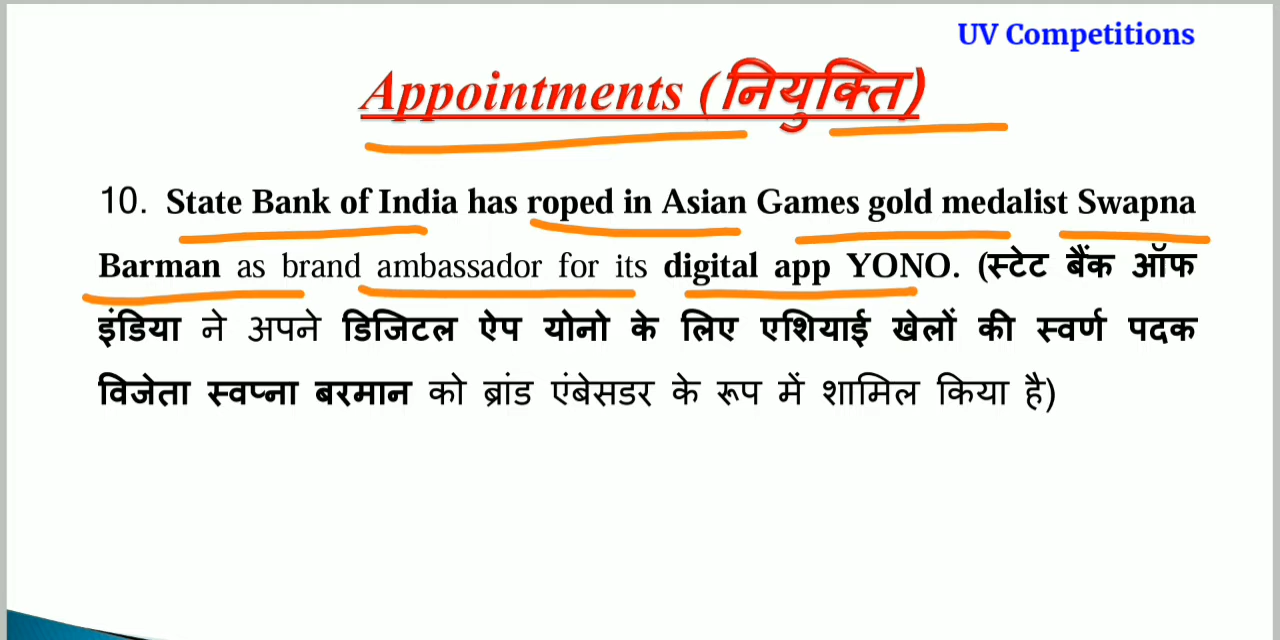 UV Competitions
Appointments (नियुक्ति)
10. State Bank of India has roped in Asian Games gold medalist Swapna
Barman as brand ambassador for its digital app YONO. (स्टेट बैंक ऑफ
इंडिया ने अपने डिजिटल ऐप योनो के लिए एशियाई खेलों की स्वर्ण पदक
विजेता स्वप्ना बरमान को ब्रांड एंबेसडर के रूप में शामिल किया है)